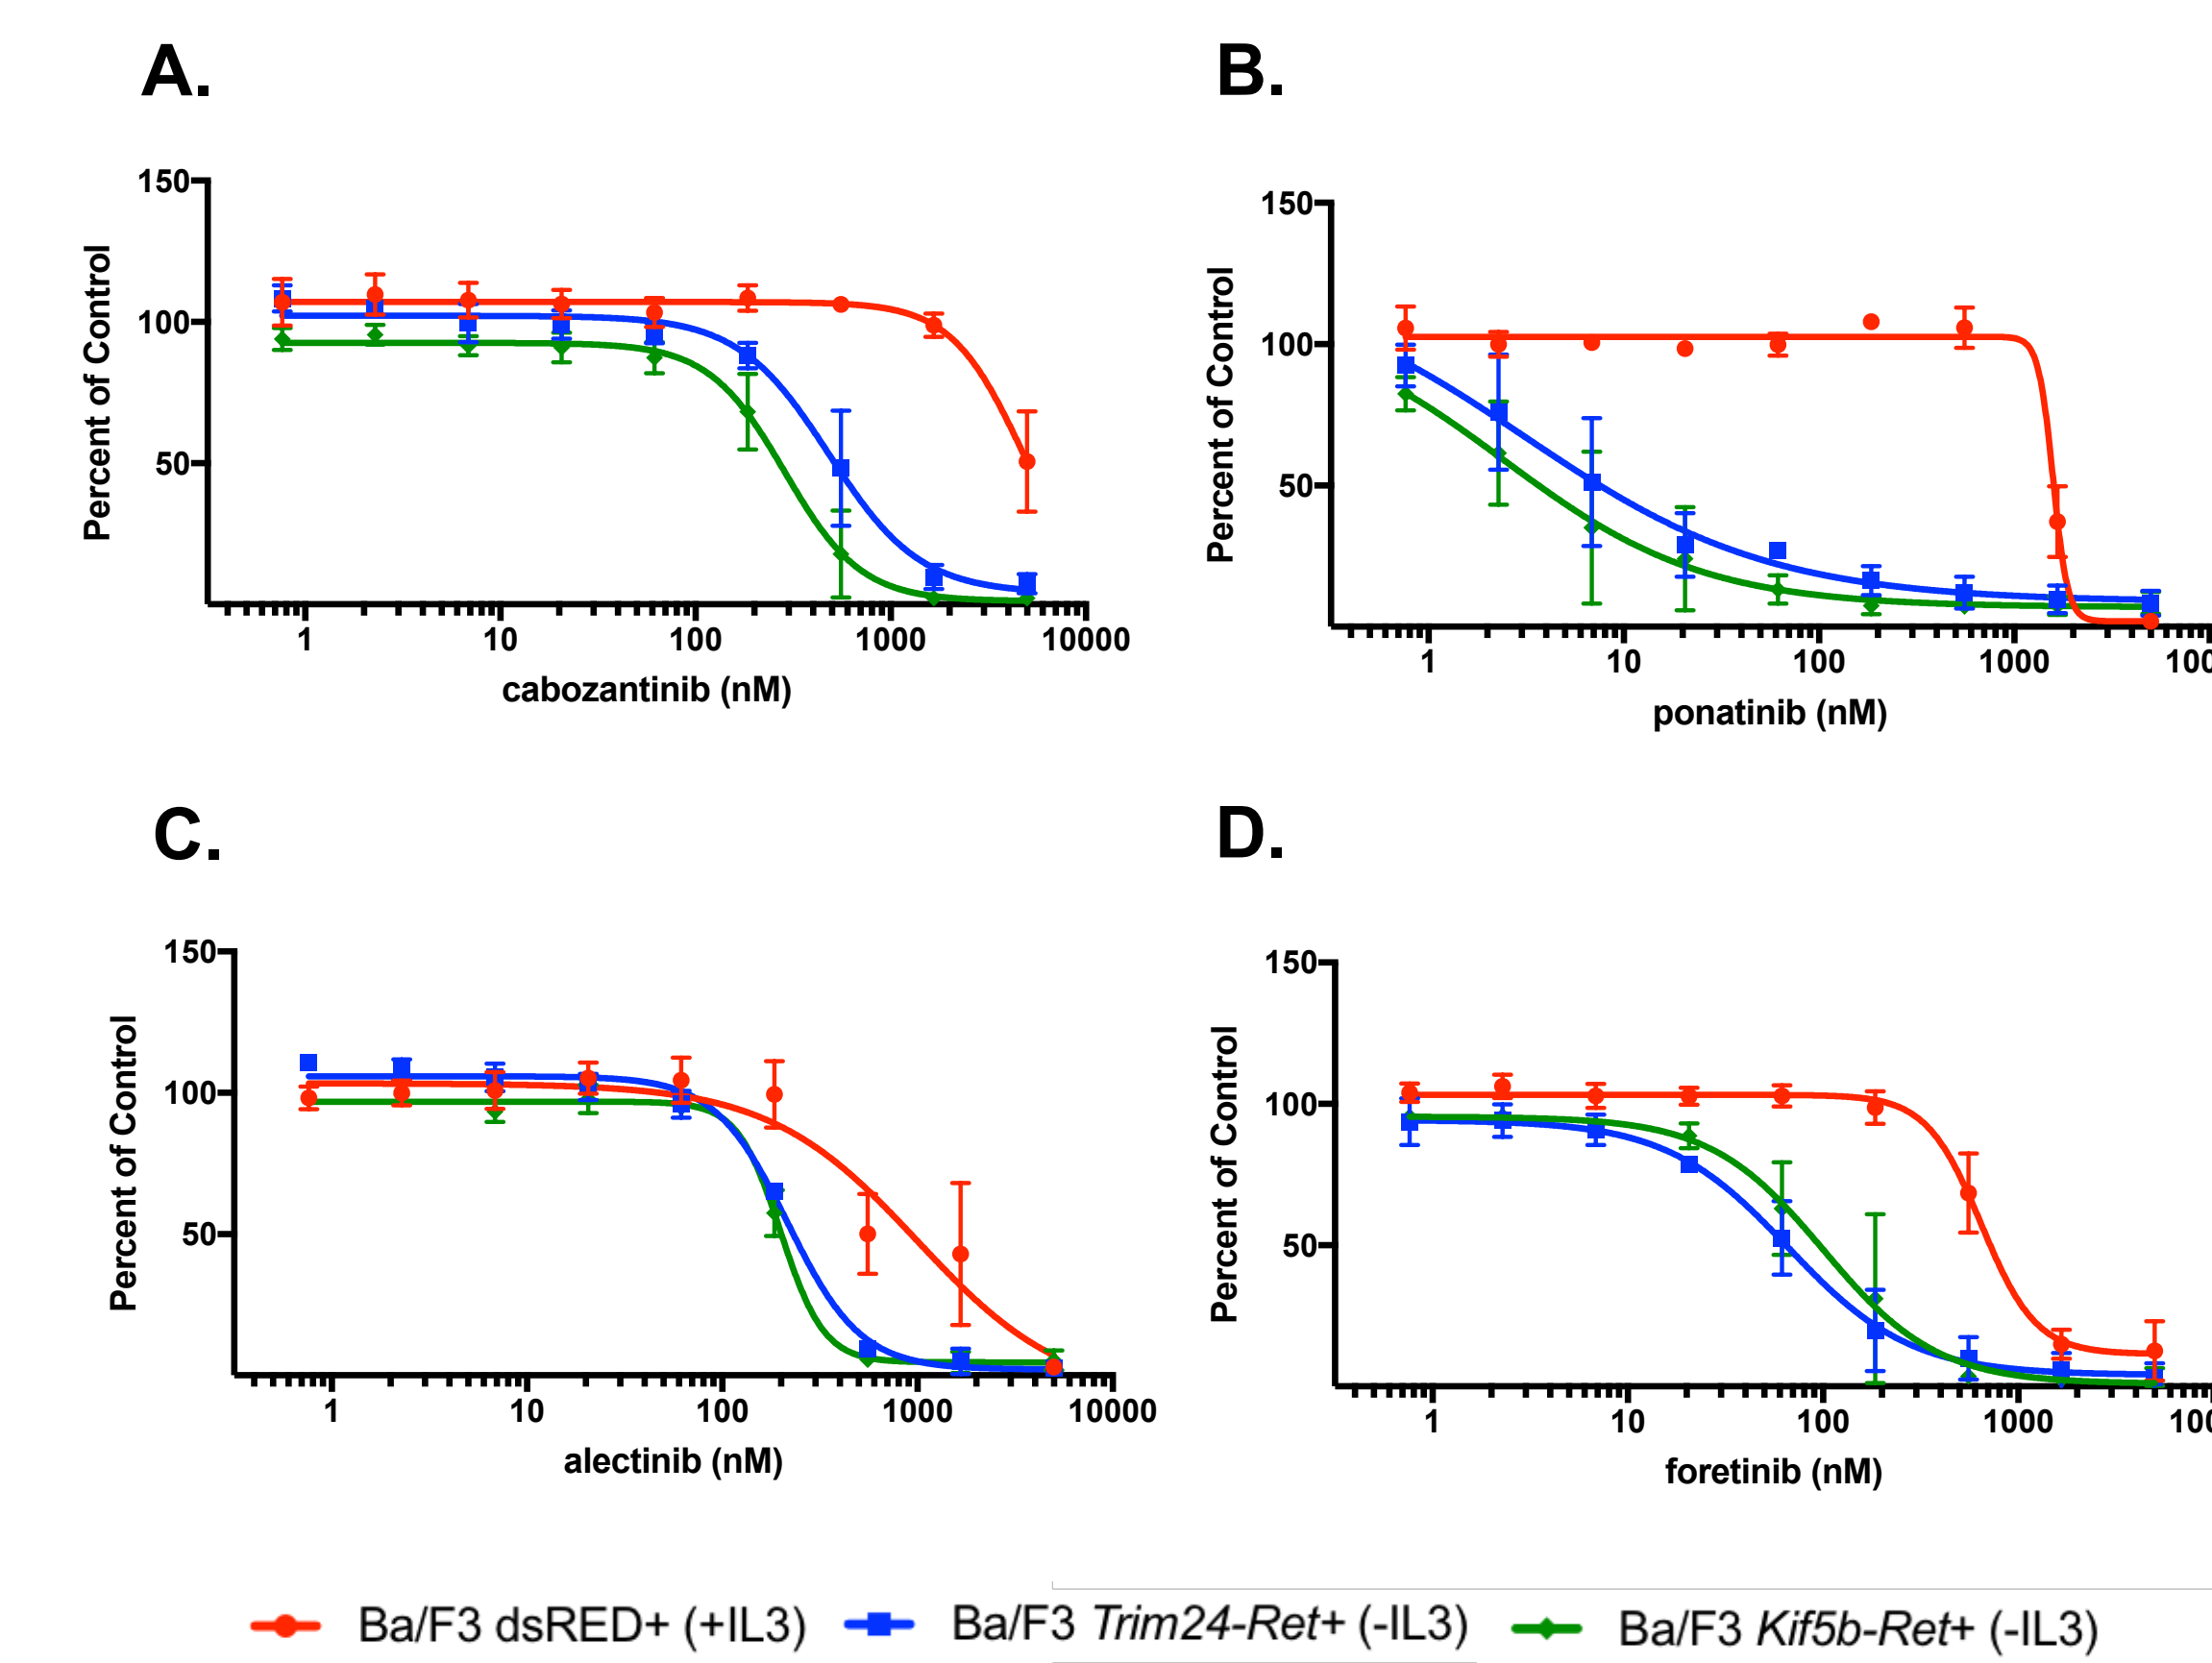 A.
B.
150
100
50
Percent of Control
1 10 100 1000 10000
cabozantinib (nM)
150
100
50
Percent of Control
1 10 100 1000 100
ponatinib (nM)
C.
D.
150
100
50
Percent of Control
1 10 100 1000 10000
alectinib (nM)
150
100
50
Percent of Control
1 10 100 1000 100
foretinib (nM)
Ba/F3 dsRED+ (+IL3) Ba/F3 Trim24-Ret+ (-IL3) Ba/F3 Kif5b-Ret+ (-IL3)